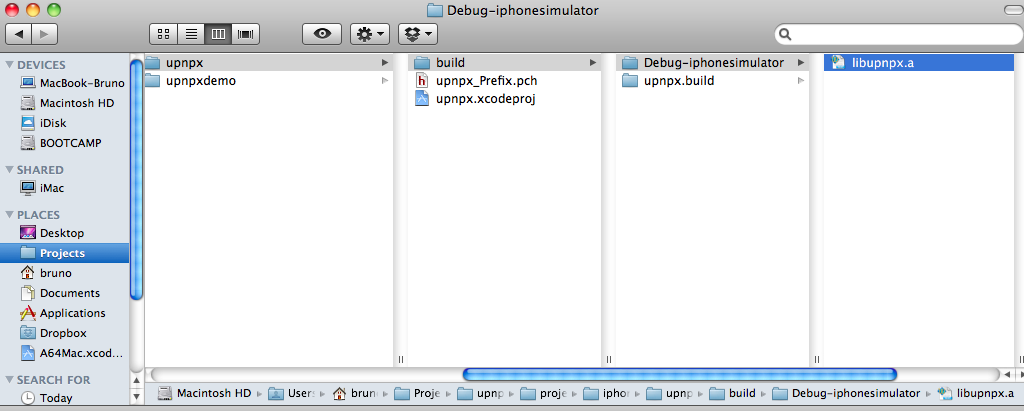 Debug-iphonesimulator
DEVICES
MacBook-Bruno
Macintosh HD
iDisk
BOOTCAMP
SHARED
iMac
PLACES
Desktop
Projects
bruno
Documents
Applications
Dropbox
A64Mac.xcod...
SEARCH FOR
Today
upnpx
upnpxdemo
build
upnpx_Prefix.pch
upnpx.xcodeproj
Debug-iphonesimulator
upnpx.build
libupnpx.a
Macintosh HD User: brun Proje upnp proje iphor upnp build Debug-iphonesimulator libupnpx.a